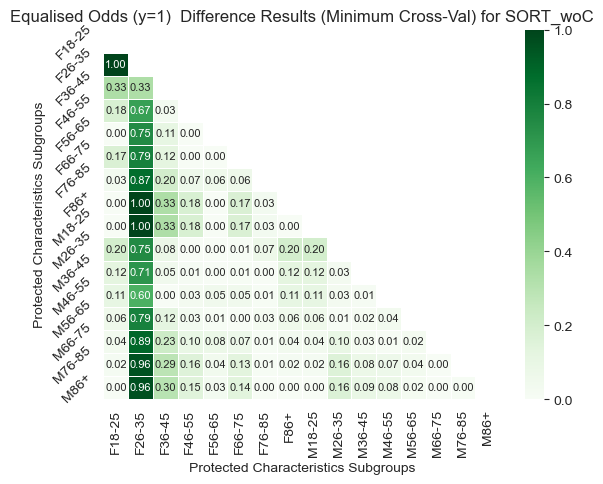 Equalised Odds (y=1)  Difference Results (Minimum Cross-Val) for SORT_woC
Protected Characteristics Subgroups
F18-25
F26-35 1.00
F36-45 0.33 0.33
F46-55 0.18 0.67 0.03
F56-65 0.00 0.75 0.11 0.00
F66-75 0.17 0.79 0.12 0.00 0.00
F76-85 0.03 0.87 0.20 0.07 0.06 0.06
F86+ 0.00 1.00 0.33 0.18 0.00 0.17 0.03
M18-25 0.00 1.00 0.33 0.18 0.00 0.17 0.03 0.00
M26-35 0.20 0.75 0.08 0.00 0.00 0.01 0.07 0.20 0.20
M36-45 0.12 0.71 0.05 0.01 0.00 0.02 0.00 0.12 0.12 0.03
M46-55 0.11 0.60 0.00 0.03 0.05 0.05 0.01 0.11 0.11 0.03 0.01
M56-65 0.06 0.79 0.12 0.03 0.01 0.00 0.03 0.06 0.06 0.01 0.02 0.04
M66-75 0.04 0.89 0.23 0.10 0.08 0.07 0.01 0.04 0.04 0.10 0.03 0.01 0.02
M76-85 0.02 0.96 0.29 0.16 0.04 0.13 0.01 0.02 0.02 0.16 0.08 0.07 0.04 0.00
M86+ 0.00 0.96 0.30 0.15 0.03 0.14 0.00 0.00 0.00 0.16 0.09 0.08 0.02 0.00 0.00
F18-25 F26-35 F36-45 F46-55 F56-65 F66-75 F76-85 F86+ M18-25 M26-35 M36-45 M46-55 M56-65 M66-75 M76-85 M86+
Protected Characteristics Subgroups
1.0
0.8
0.6
0.4
0.2
0.0